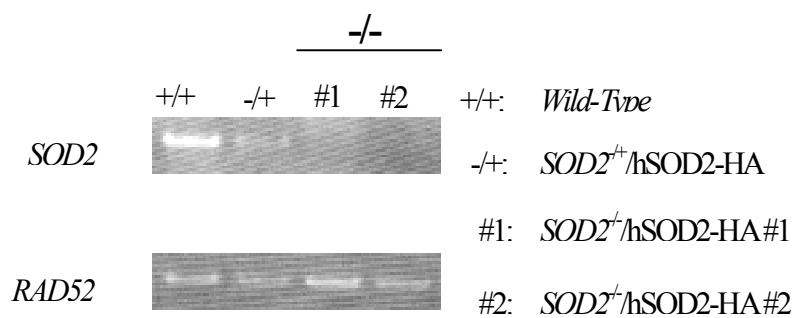 -/-
+/+ -/+ #1 #2
+/+: Wild-Type
SOD2
-/+: SOD2-/+/hSOD2-HA
#1: SOD2-/-/hSOD2-HA#1
RAD52
#2: SOD2-/-/hSOD2-HA#2